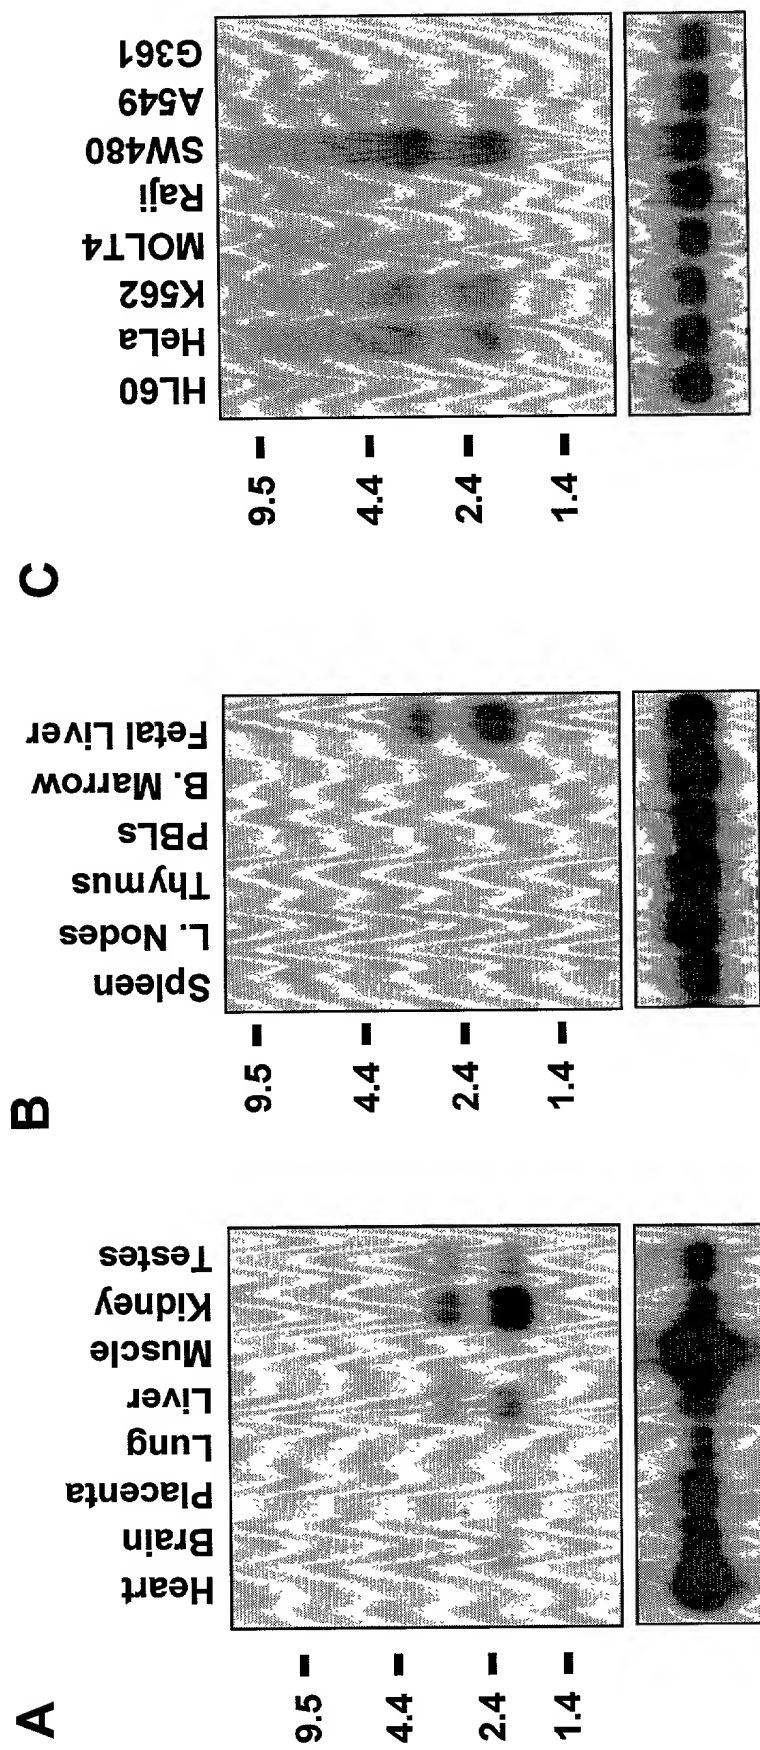 A
Heart
Brain
Placenta
Lung
Liver
Muscle
Kidney
Testes
9.5
4.4
2.4
1.4
B
Spleen
L. Nodes
Thymus
PBLs
B. Marrow
Fetal Liver
9.5
4.4
2.4
1.4
C
HL60
HeLa
K562
MOLT4
Raji
SW480
A549
G361
9.5
4.4
2.4
1.4